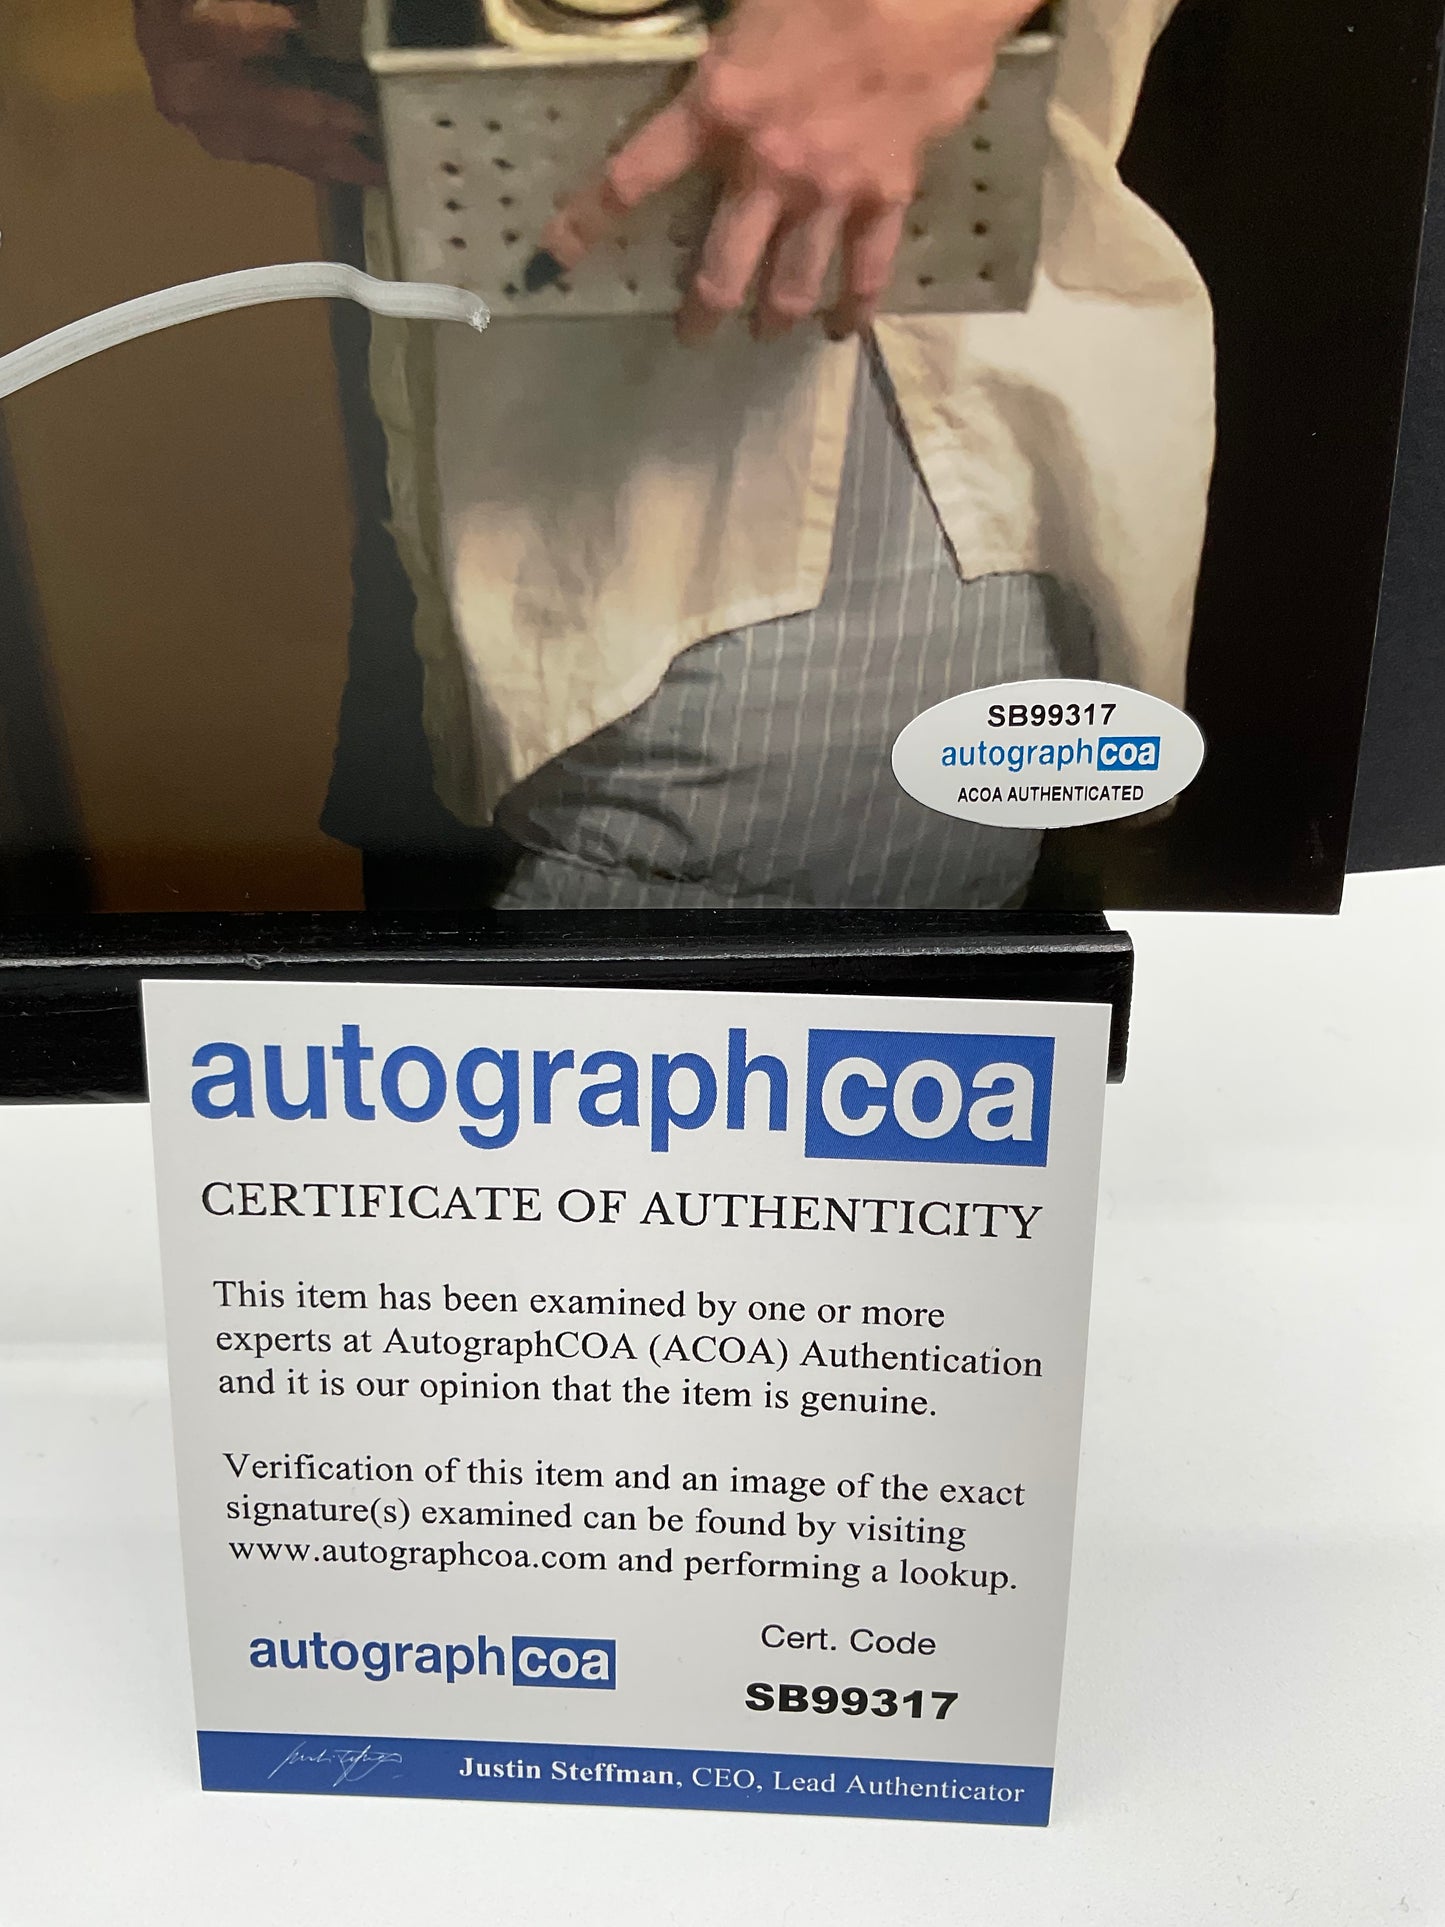 SB99317
autographcoa
ACOA AUTHENTICATED
autographcoa
CERTIFICATE OF AUTHENTICITY
This item has been examined by one or more
experts at AutographCOA (ACOA) Authentication
and it is our opinion that the item is genuine.
Verification of this item and an image of the exact
signature(s) examined can be found by visiting
www.autographcoa.com and performing a lookup.
autographcoa
Cert. Code
SB99317
Justin Steffman, CEO, Lead Authenticator